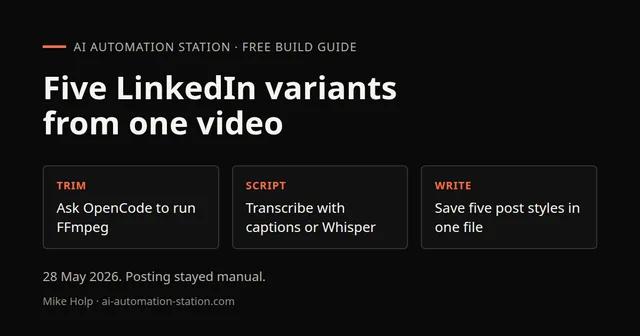 AI AUTOMATION STATION · FREE BUILD GUIDE
Five LinkedIn variants
from one video
TRIM
Ask OpenCode to run
FFmpeg
SCRIPT
Transcribe with
captions or Whisper
WRITE
Save five post styles in
one file
28 May 2026. Posting stayed manual.
Mike Holp · ai-automation-station.com